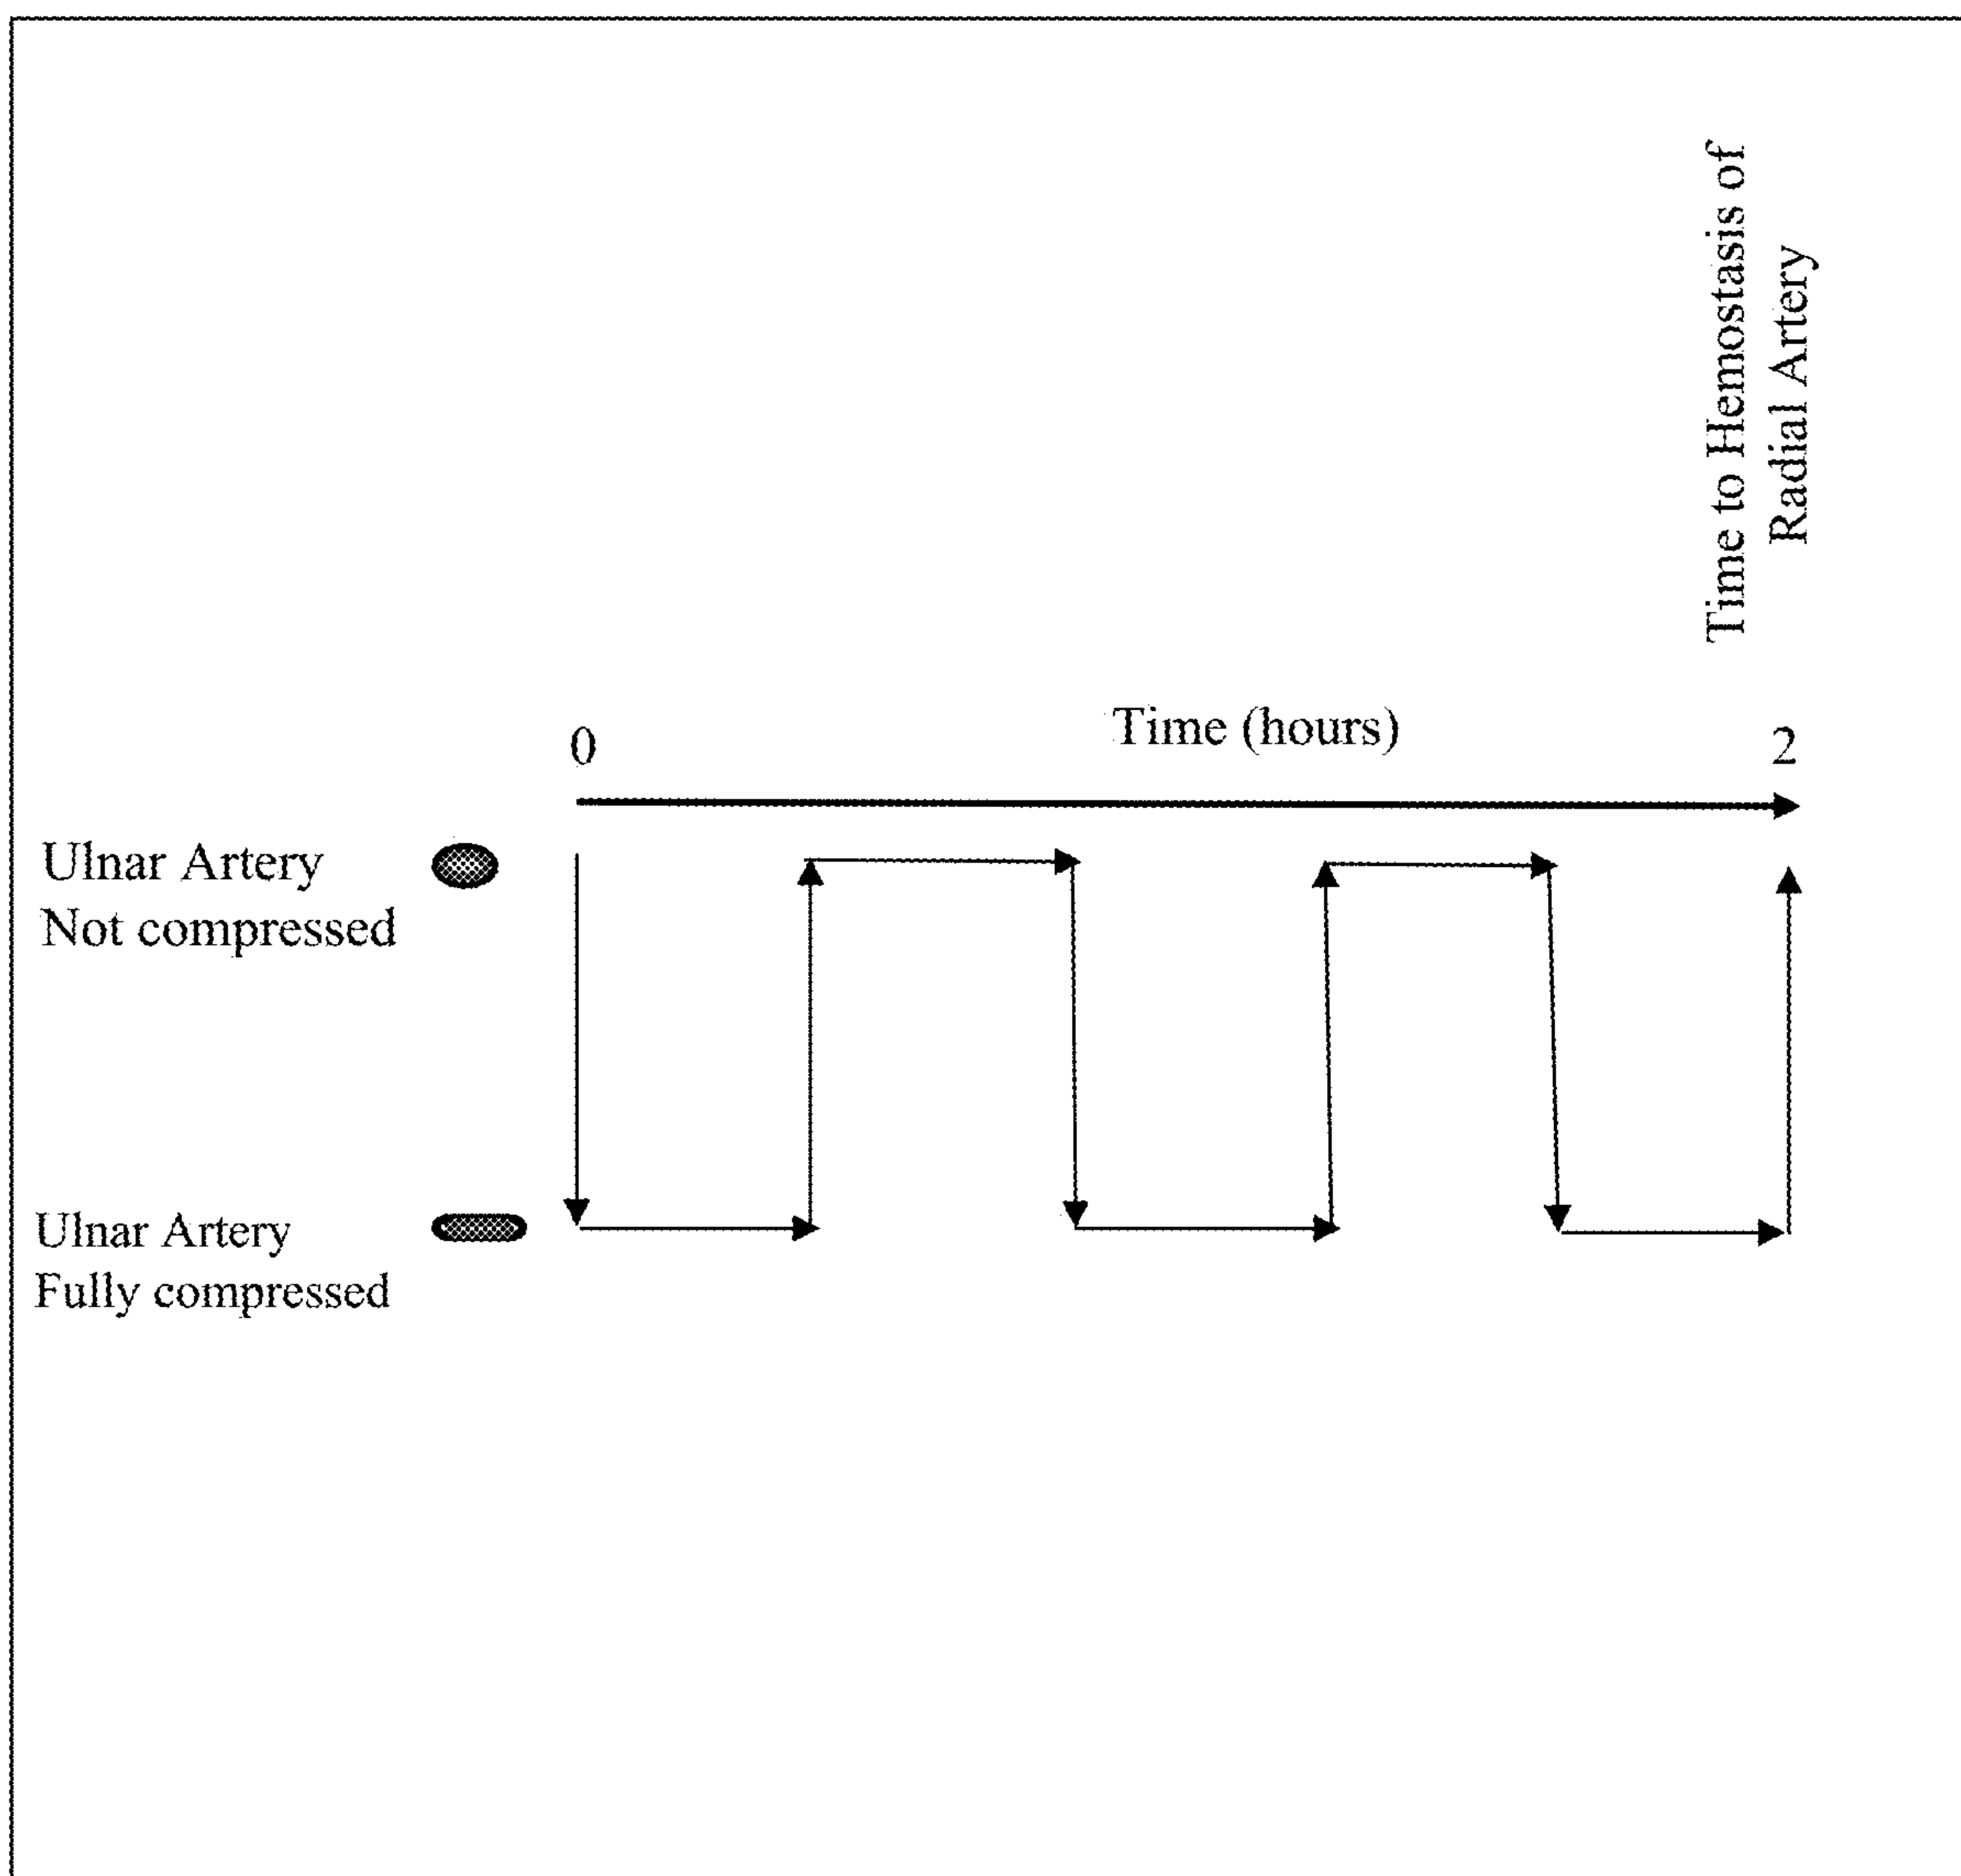 Time to Hemostasis of
Radial Artery
Time (hours)
0
2
Ulnar Artery
Not compressed
Ulnar Artery
Fully compressed